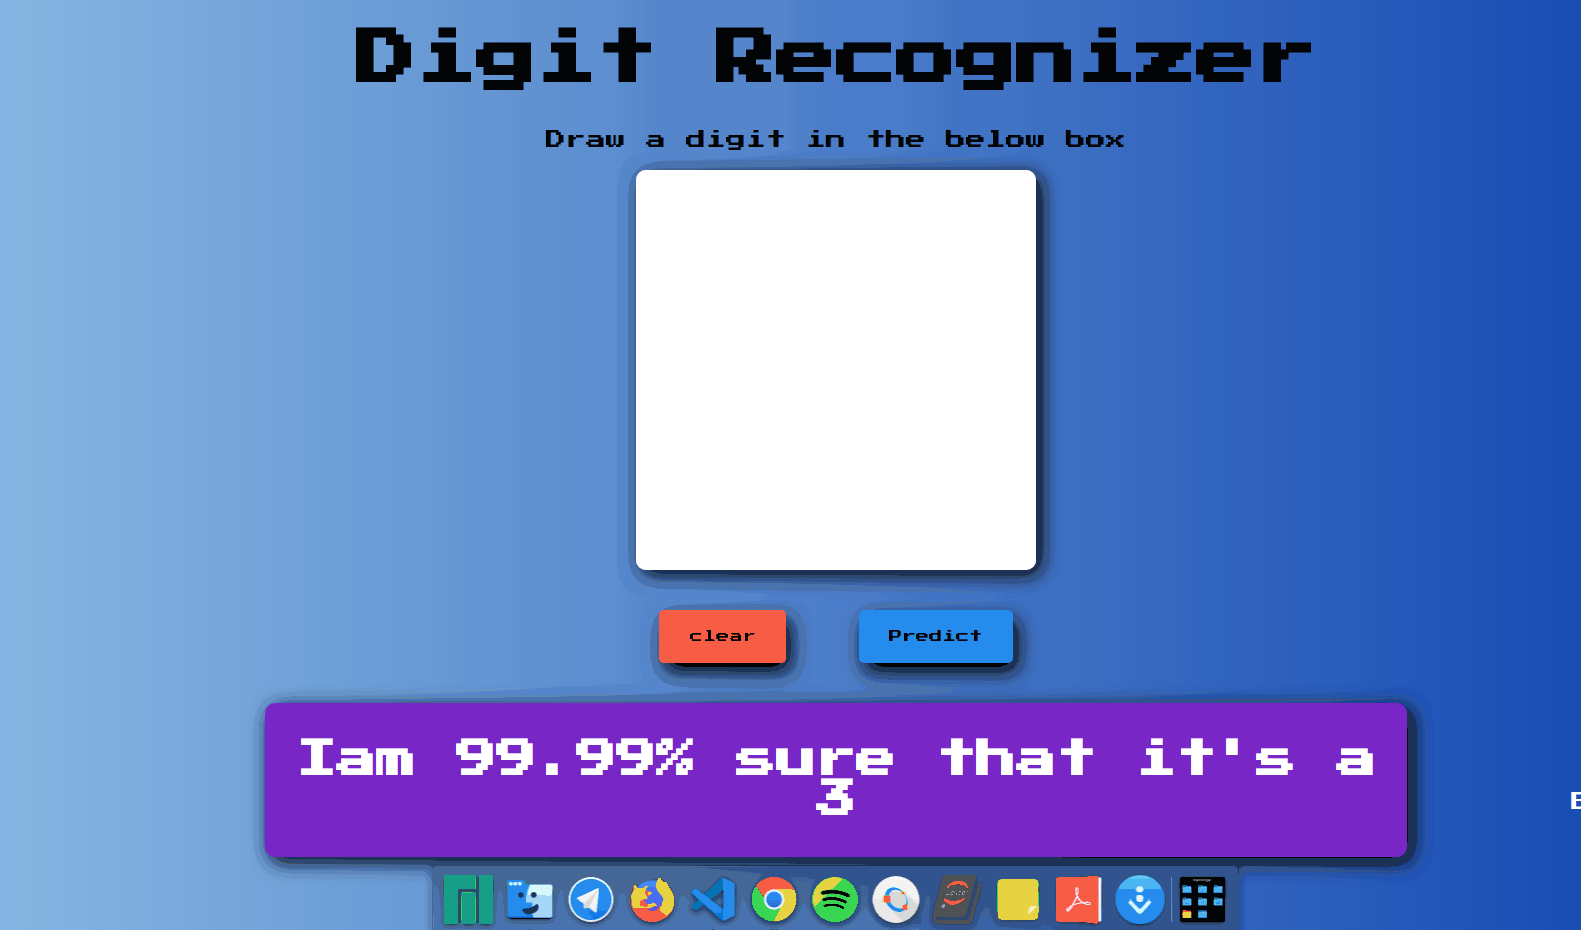 Digit Recognizer
Draw a digit in the below box
clear
Predict
Iam 99.99% sure that it's a
3